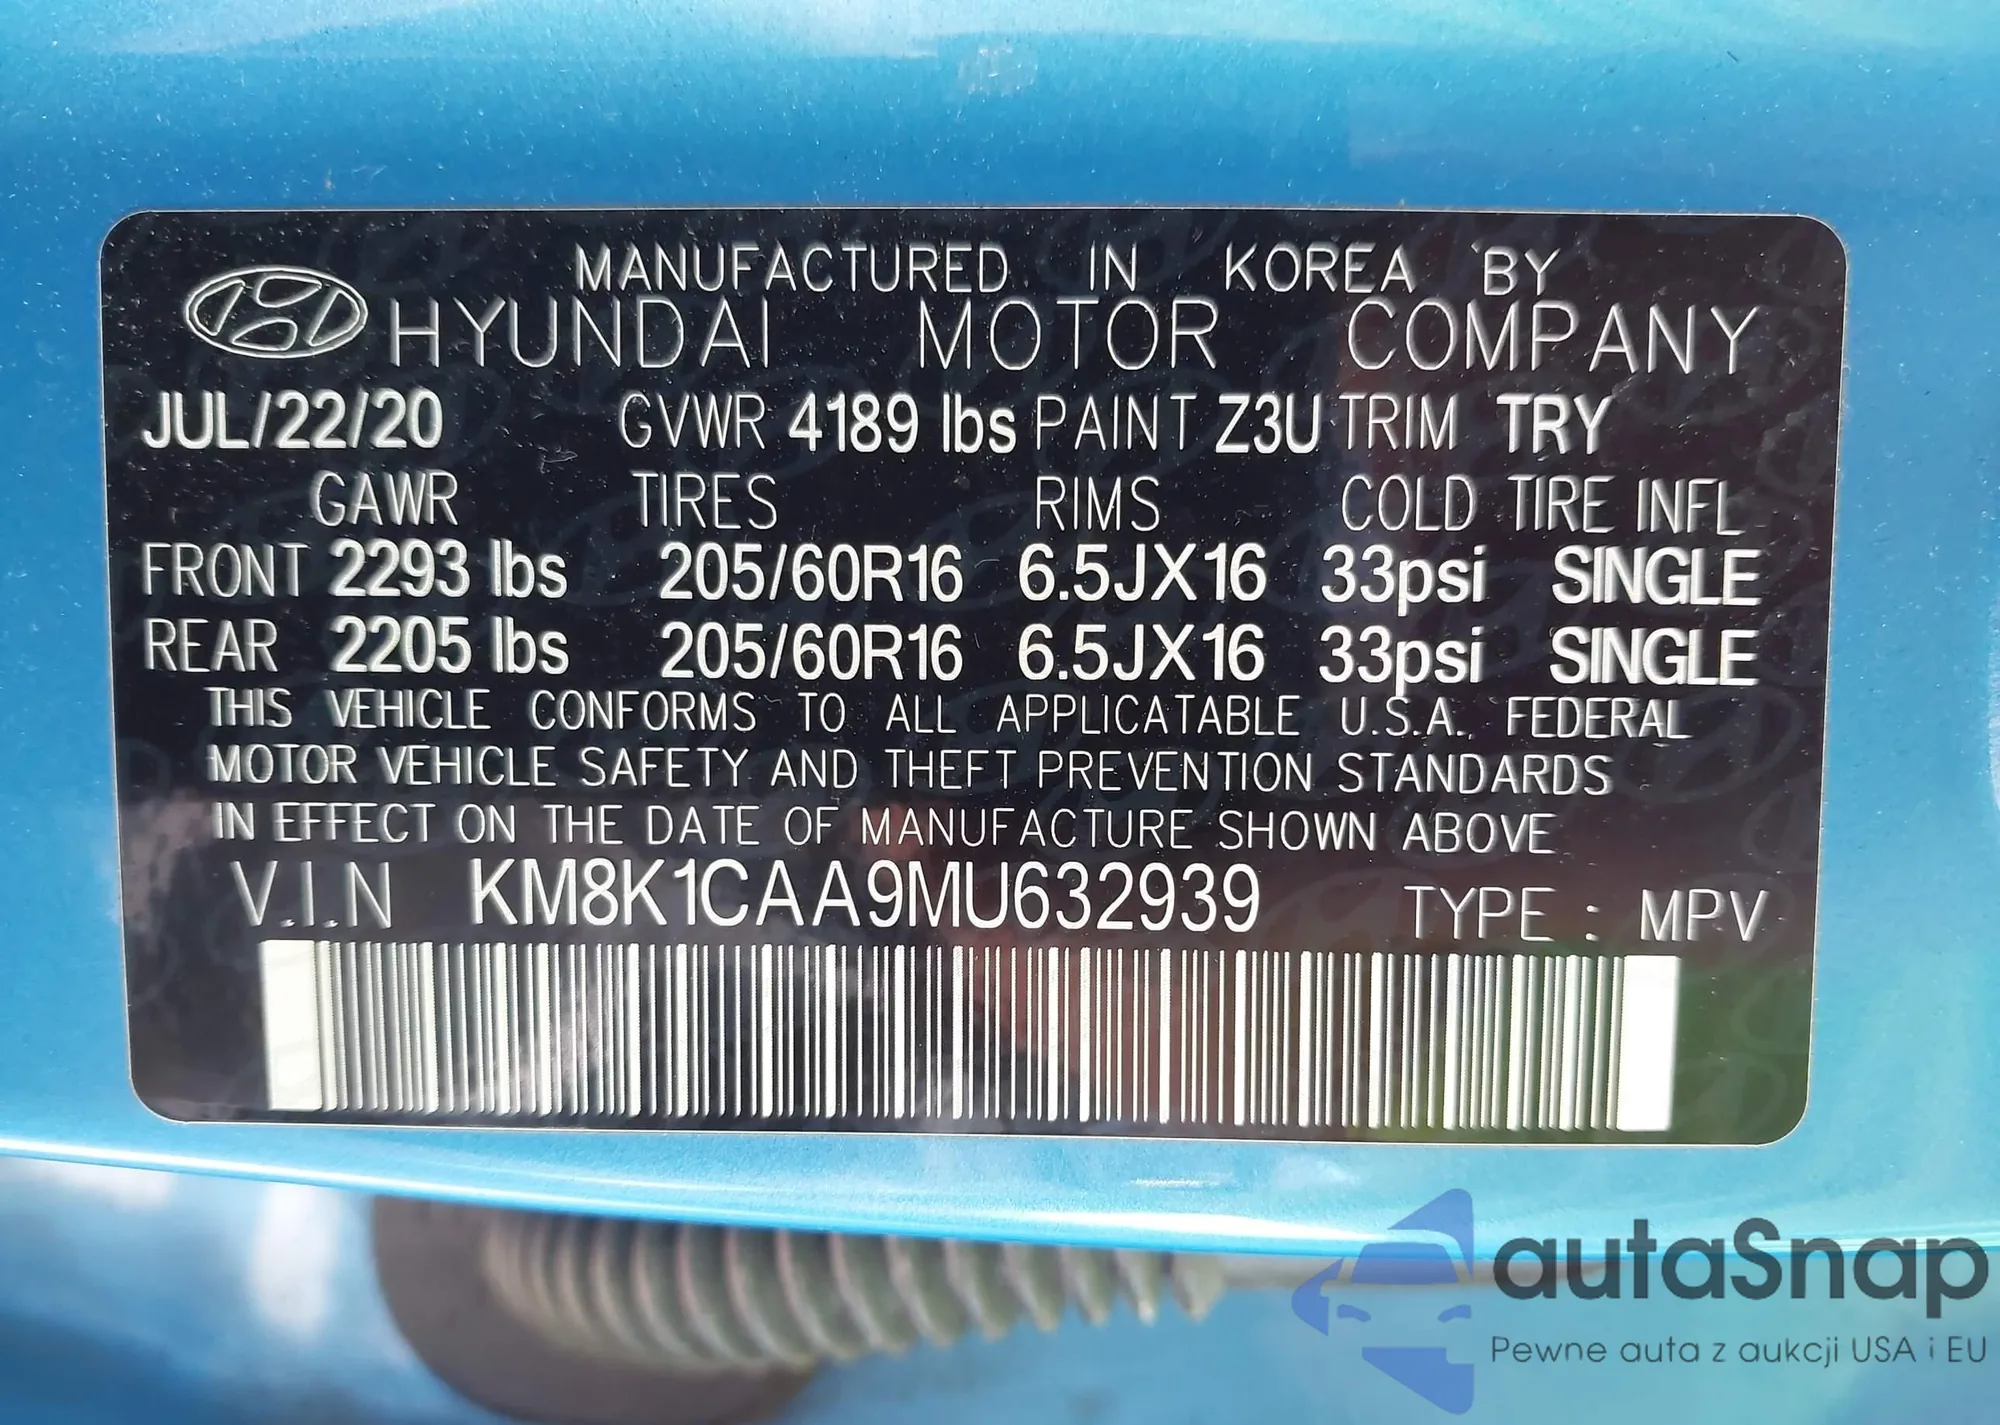 MANUFACTURED IN KOREA BY
HYUNDAI MOTOR COMPANY
JUL/22/20 GVWR 4189 lbs PAINT Z3U TRIM TRY
GAWR TIRES RIMS COLD TIRE INFL
FRONT 2293 lbs 205/60R16 6.5JX16 33psi SINGLE
REAR 2205 lbs 205/60R16 6.5JX16 33psi SINGLE
THIS VEHICLE CONFORMS TO ALL APPLICATABLE U.S.A. FEDERAL
MOTOR VEHICLE SAFETY AND THEFT PREVENTION STANDARDS
IN EFFECT ON THE DATE OF MANUFACTURE SHOWN ABOVE
V.I.N KM8K1CAA9MU632939 TYPE : MPV
autaSnap
Pewne auta z aukcji USA i EU